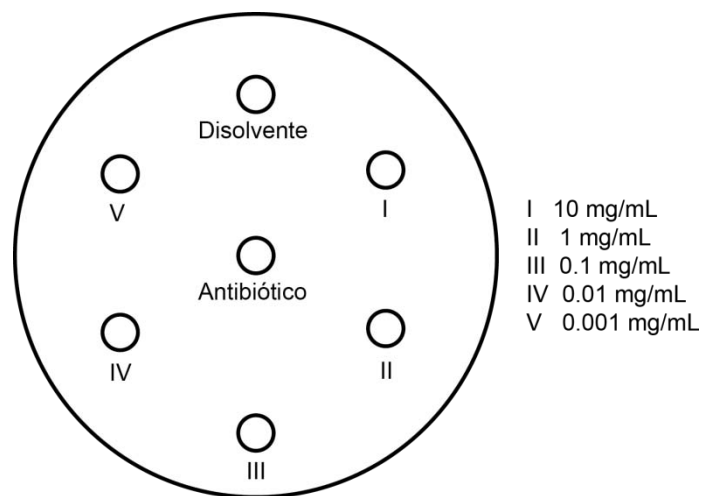 Disolvente
V
I
Antibiótico
IV
II
III
I 10 mg/mL
II 1 mg/mL
III 0.1 mg/mL
IV 0.01 mg/mL
V 0.001 mg/mL